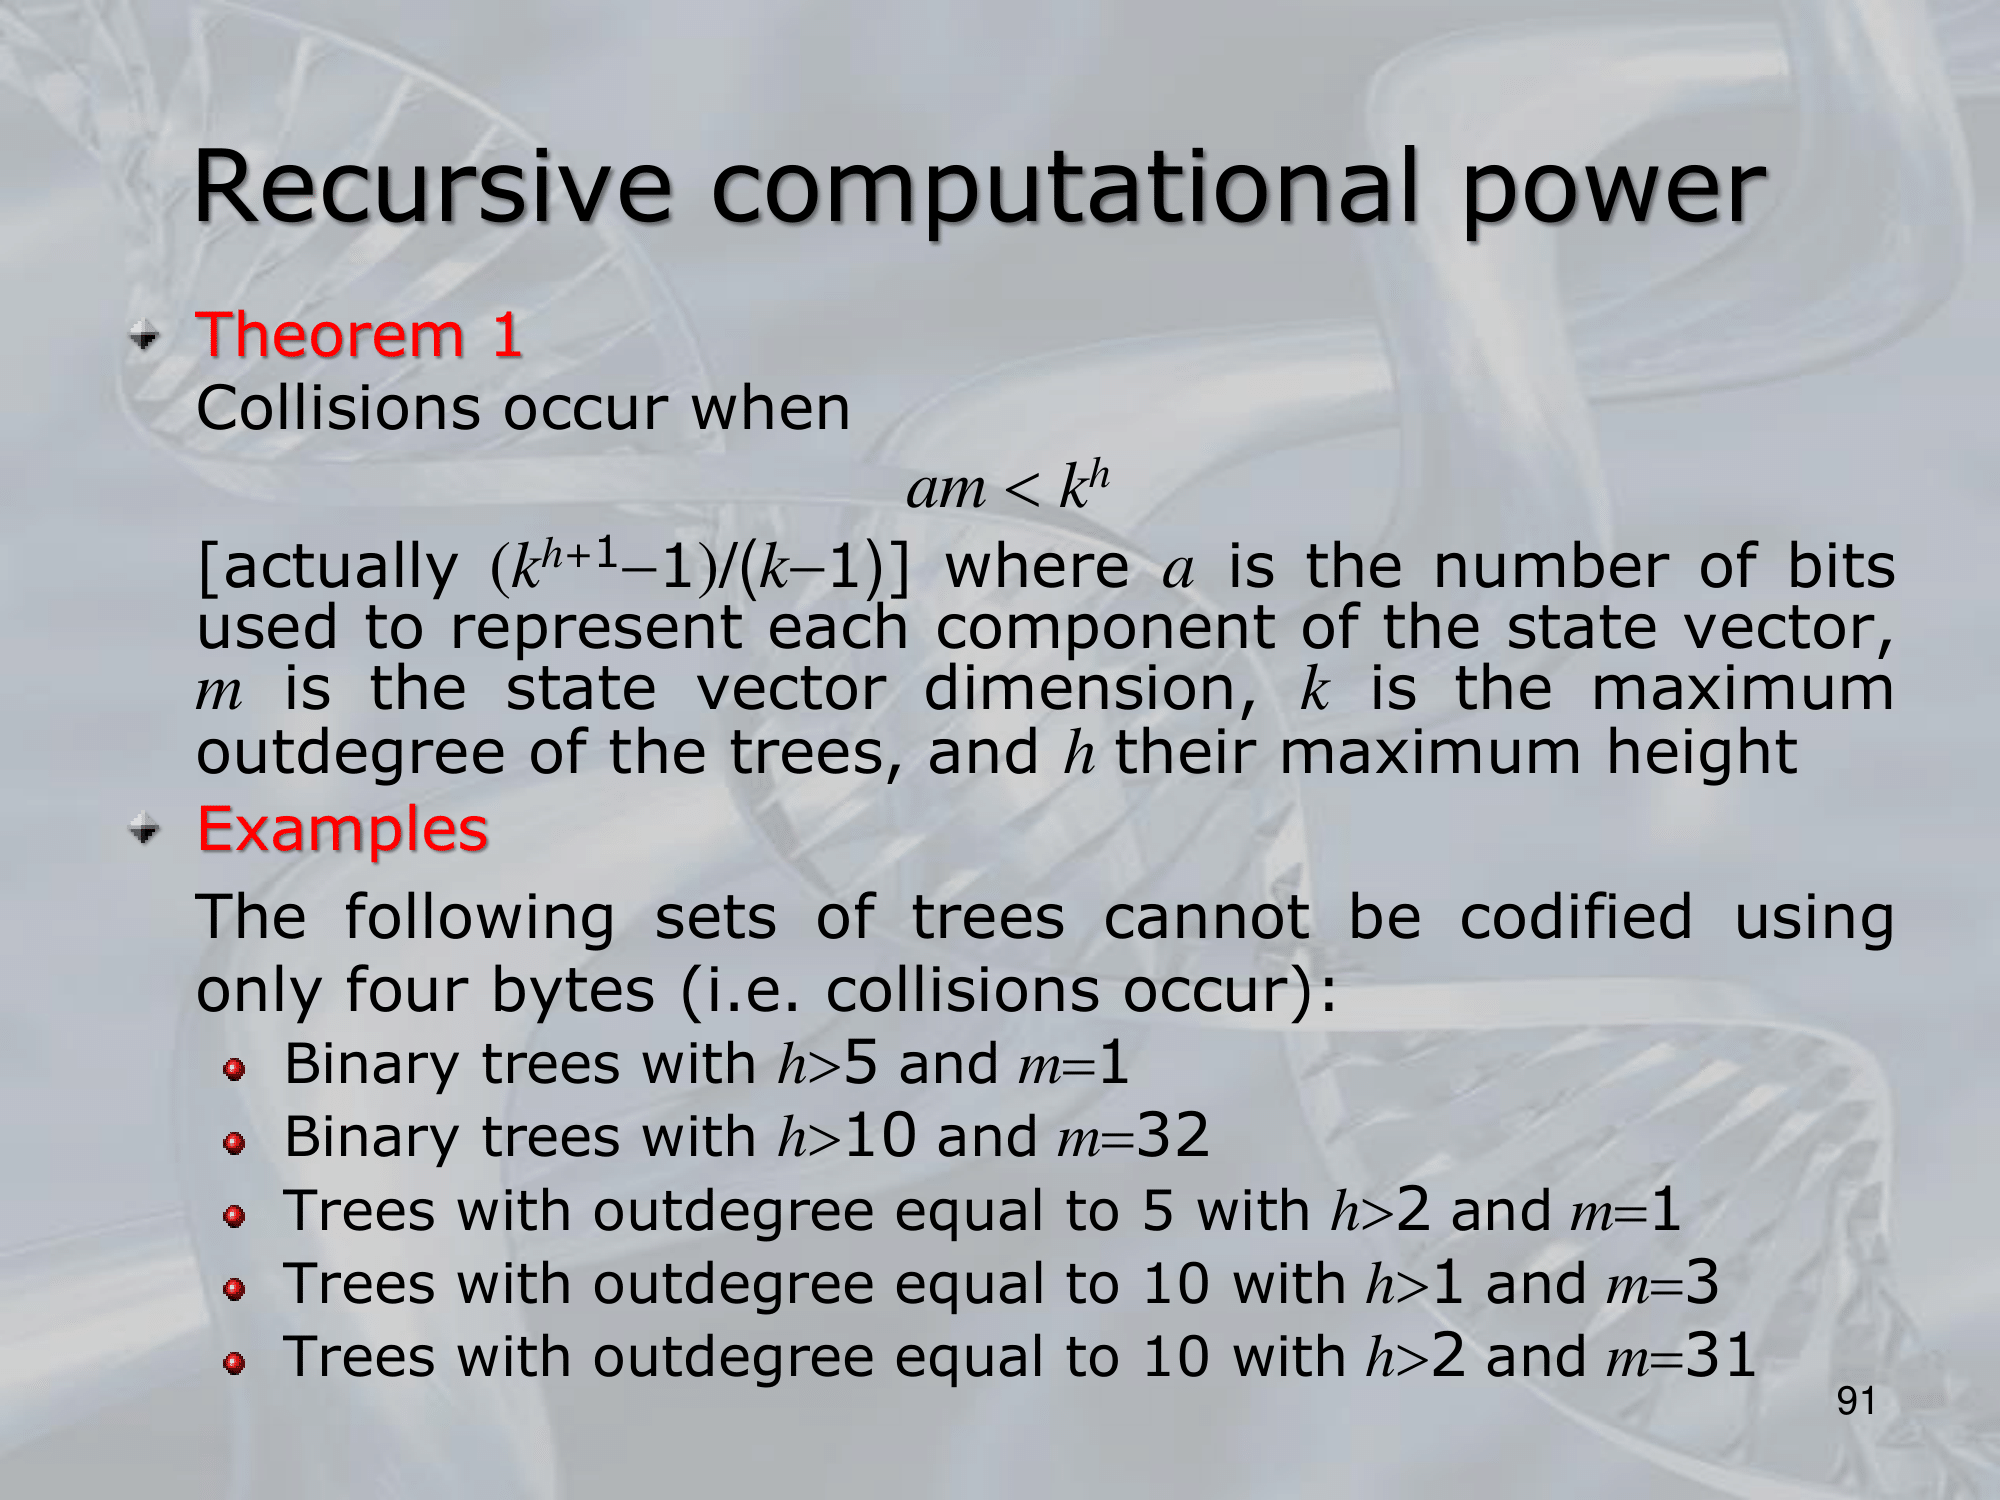 Recursive computational power
Theorem 1
Collisions occur when
am < k^h
[actually (k^{h+1}−1)/(k−1)] where a is the number of bits
used to represent each component of the state vector,
m is the state vector dimension, k is the maximum
outdegree of the trees, and h their maximum height
Examples
The following sets of trees cannot be codified using
only four bytes (i.e. collisions occur):
Binary trees with h>5 and m=1
Binary trees with h>10 and m=32
Trees with outdegree equal to 5 with h>2 and m=1
Trees with outdegree equal to 10 with h>1 and m=3
Trees with outdegree equal to 10 with h>2 and m=31
91